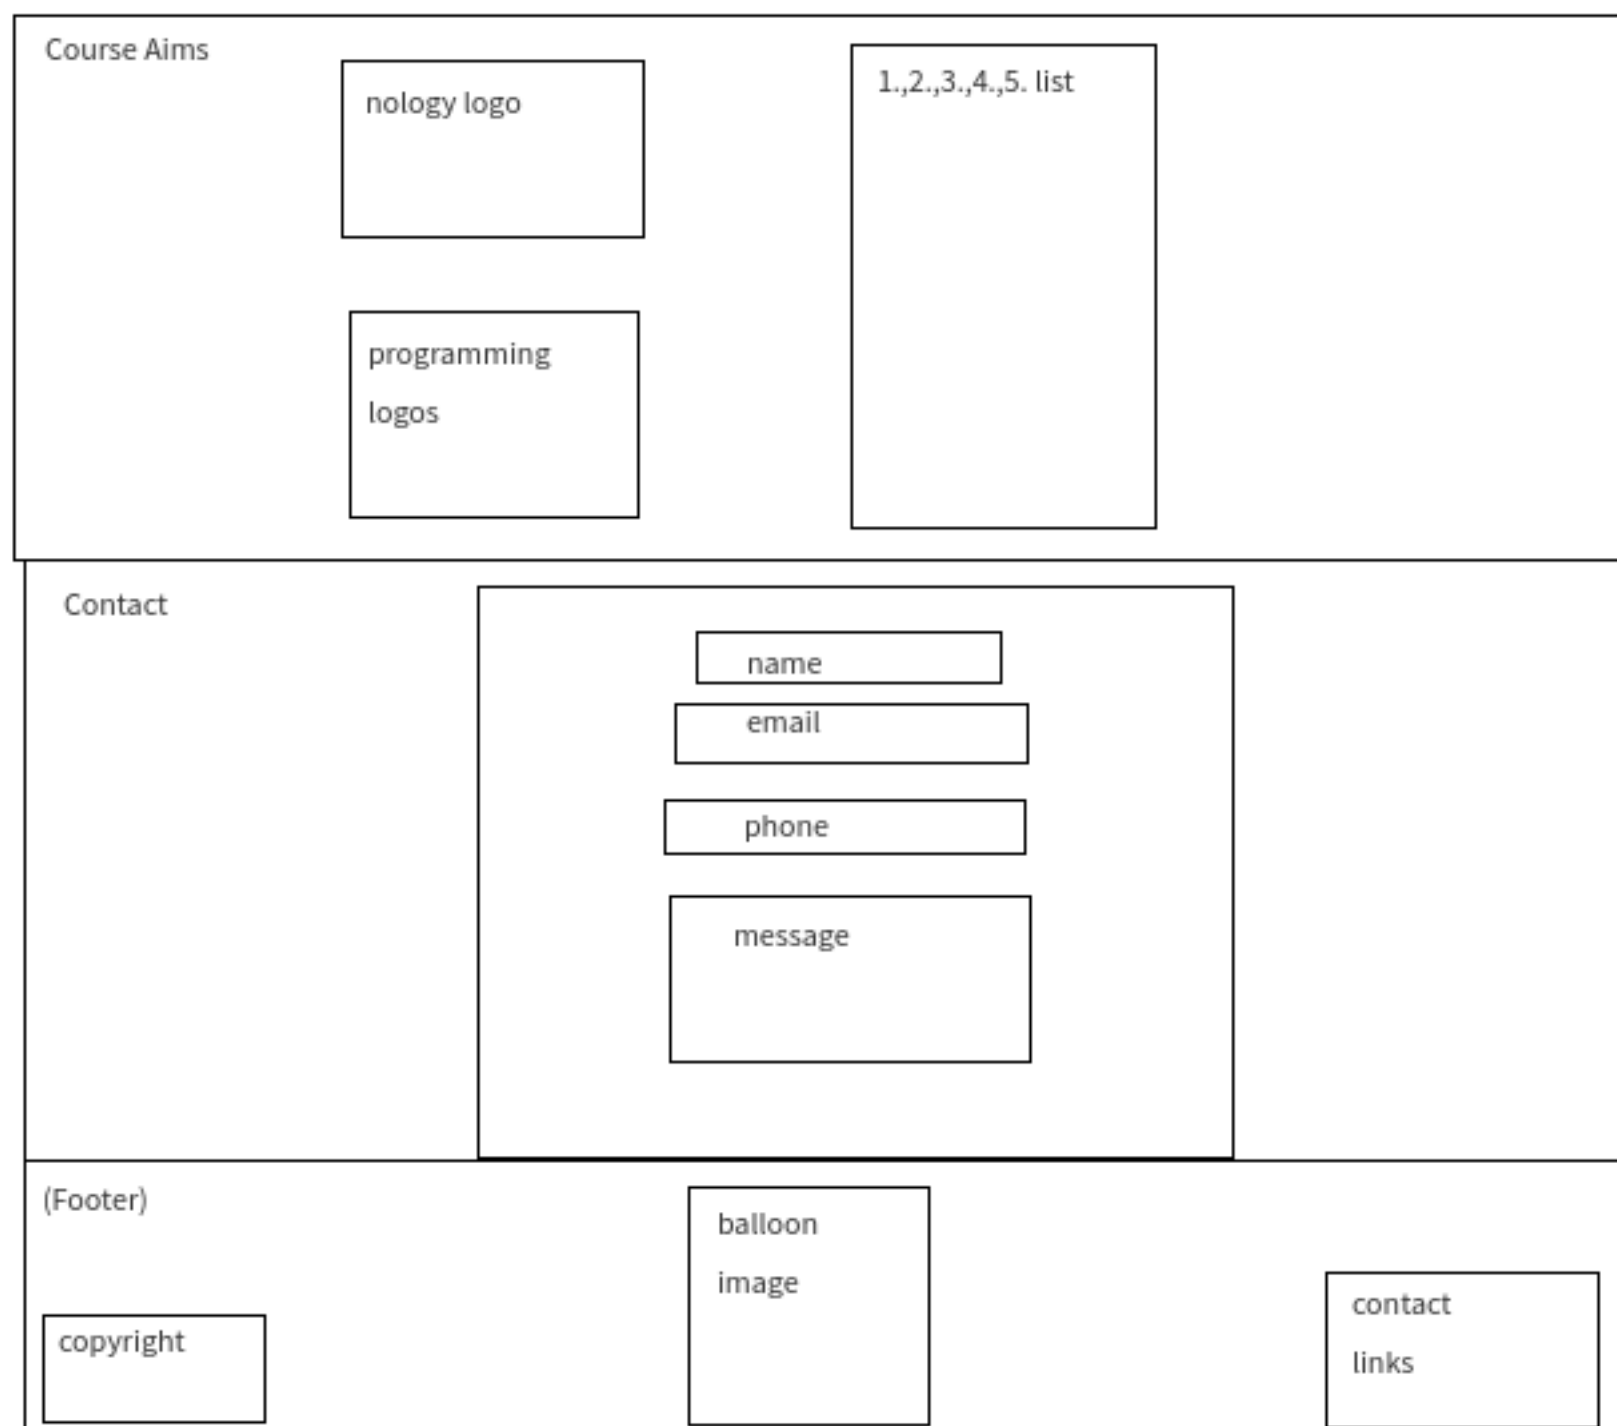 Course Aims
nology logo
1.,2.,3.,4.,5. list
programming
logos
Contact
name
email
phone
message
(Footer)
balloon
image
copyright
contact
links